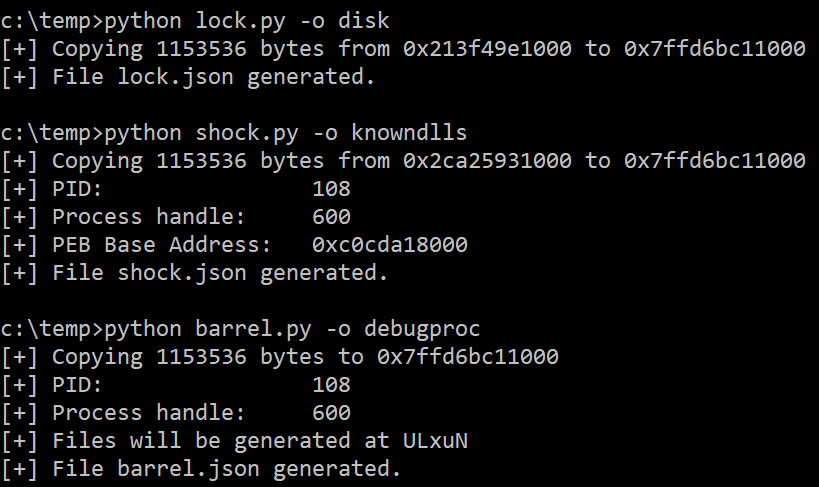 c:\temp>python lock.py -o disk
[+] Copying 1153536 bytes from 0x213f49e1000 to 0x7ffd6bc11000
[+] File lock.json generated.
c:\temp>python shock.py -o knowndlls
[+] Copying 1153536 bytes from 0x2ca25931000 to 0x7ffd6bc11000
[+] PID: 108
[+] Process handle: 600
[+] PEB Base Address: 0xc0cda18000
[+] File shock.json generated.
c:\temp>python barrel.py -o debugproc
[+] Copying 1153536 bytes to 0x7ffd6bc11000
[+] PID: 108
[+] Process handle: 600
[+] Files will be generated at ULxuN
[+] File barrel.json generated.